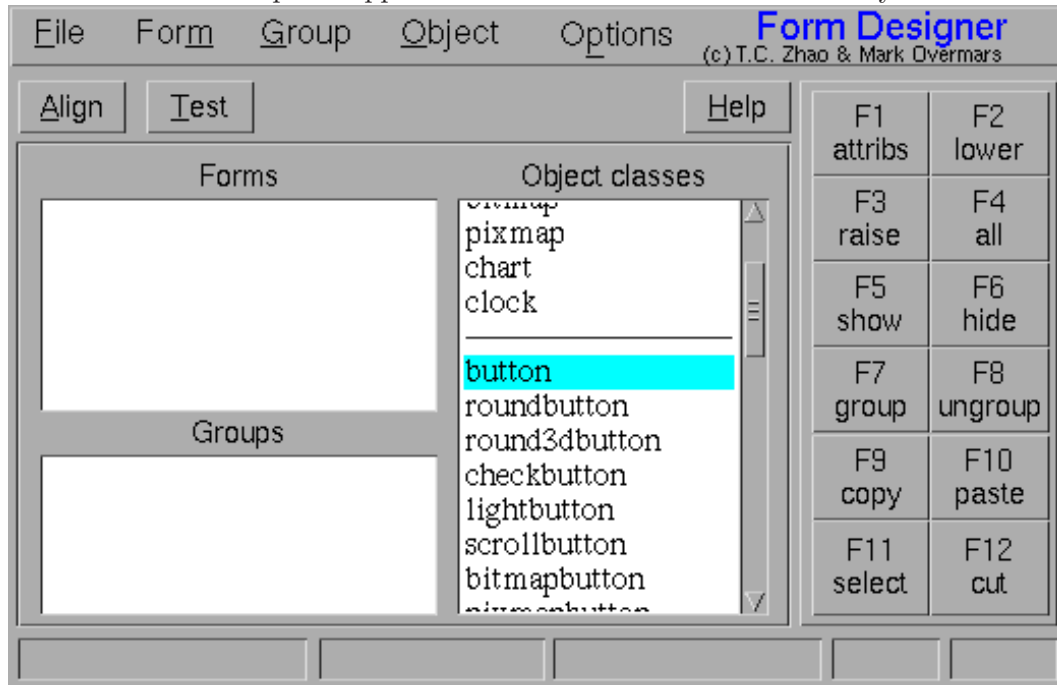 File Form Group Object Options Form Designer
(c) T.C. Zhao & Mark Overmars
Align Test Help
Forms
Object classes
bitmap
pixmap
chart
clock
button
roundbutton
round3dbutton
checkbutton
lightbutton
scrollbutton
bitmapbutton
pixmapbutton
Groups
F1
attribs
F2
lower
F3
raise
F4
all
F5
show
F6
hide
F7
group
F8
ungroup
F9
copy
F10
paste
F11
select
F12
cut